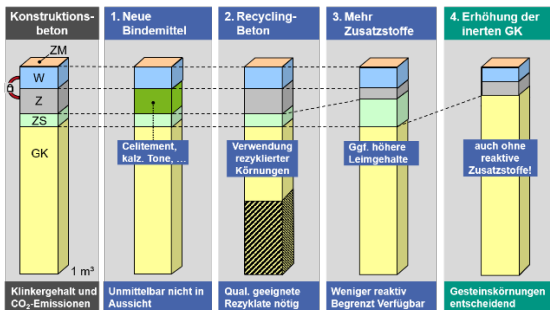 Konstruktions-
beton
ZM
W
Z
ZS
GK
1 m³
Klinkergehalt und
CO₂-Emissionen
1. Neue
Bindemittel
Celitement,
kalz. Tone, ...
Unmittelbar nicht in
Aussicht
2. Recycling-
Beton
Verwendung
rezyklierter
Körnungen
Qual. geeignete
Rezyklate nötig
3. Mehr
Zusatzstoffe
Ggf. höhere
Leimgehalte
Weniger reaktiv
Begrenzt Verfügbar
4. Erhöhung der
inerten GK
auch ohne
reaktive
Zusatzstoffe!
Gesteinskörnungen
entscheidend